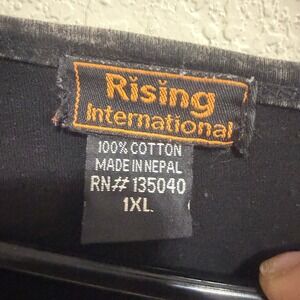 Rising
International
100% COTTON
MADE IN NEPAL
RN# 135040
1XL